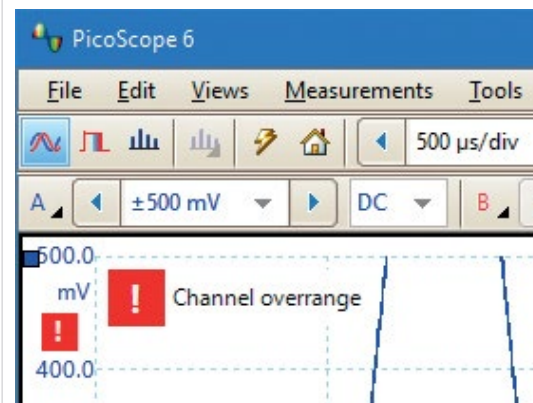 PicoScope 6
File Edit Views Measurements Tools
500 µs/div
A ±500 mV DC B
500.0
mV
! Channel overrange
!
400.0